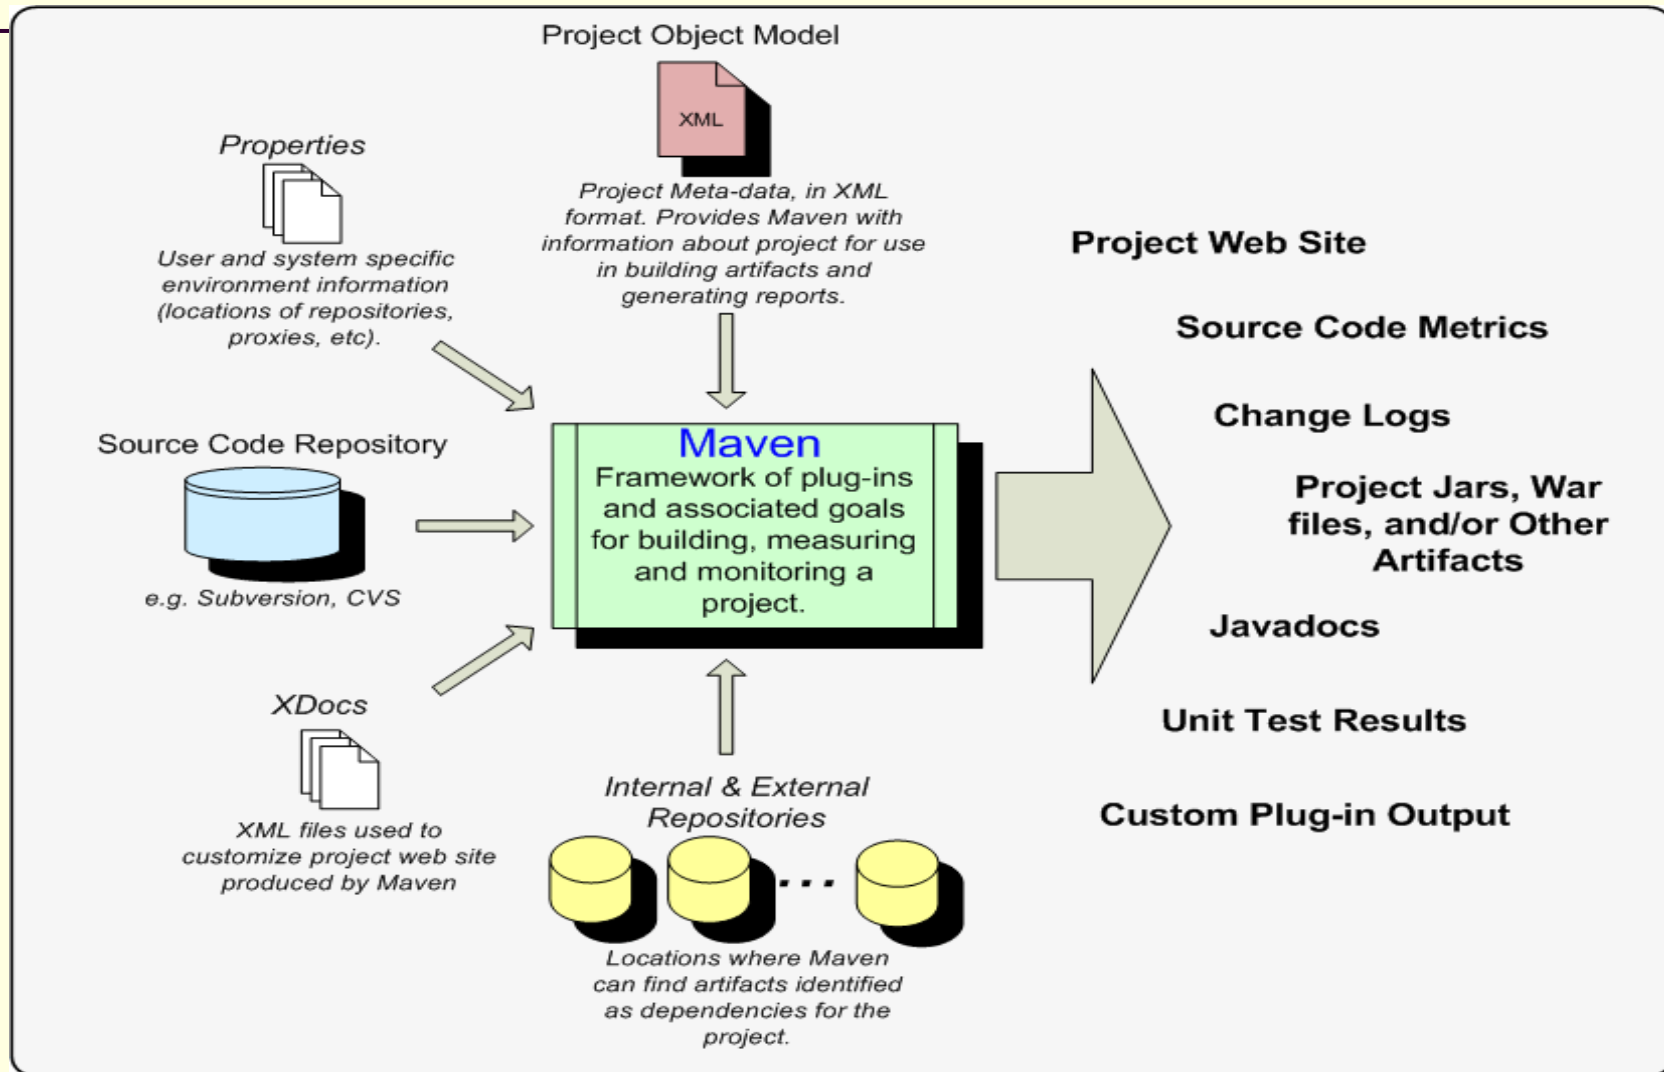 Project Object Model
XML
Project Meta-data, in XML
format. Provides Maven with
information about project for use
in building artifacts and
generating reports.
Properties
User and system specific
environment information
(locations of repositories,
proxies, etc).
Source Code Repository
e.g. Subversion, CVS
XDocs
XML files used to
customize project web site
produced by Maven
Maven
Framework of plug-ins
and associated goals
for building, measuring
and monitoring a
project.
Internal & External
Repositories
...
Locations where Maven
can find artifacts identified
as dependencies for the
project.
Project Web Site
Source Code Metrics
Change Logs
Project Jars, War
files, and/or Other
Artifacts
Javadocs
Unit Test Results
Custom Plug-in Output